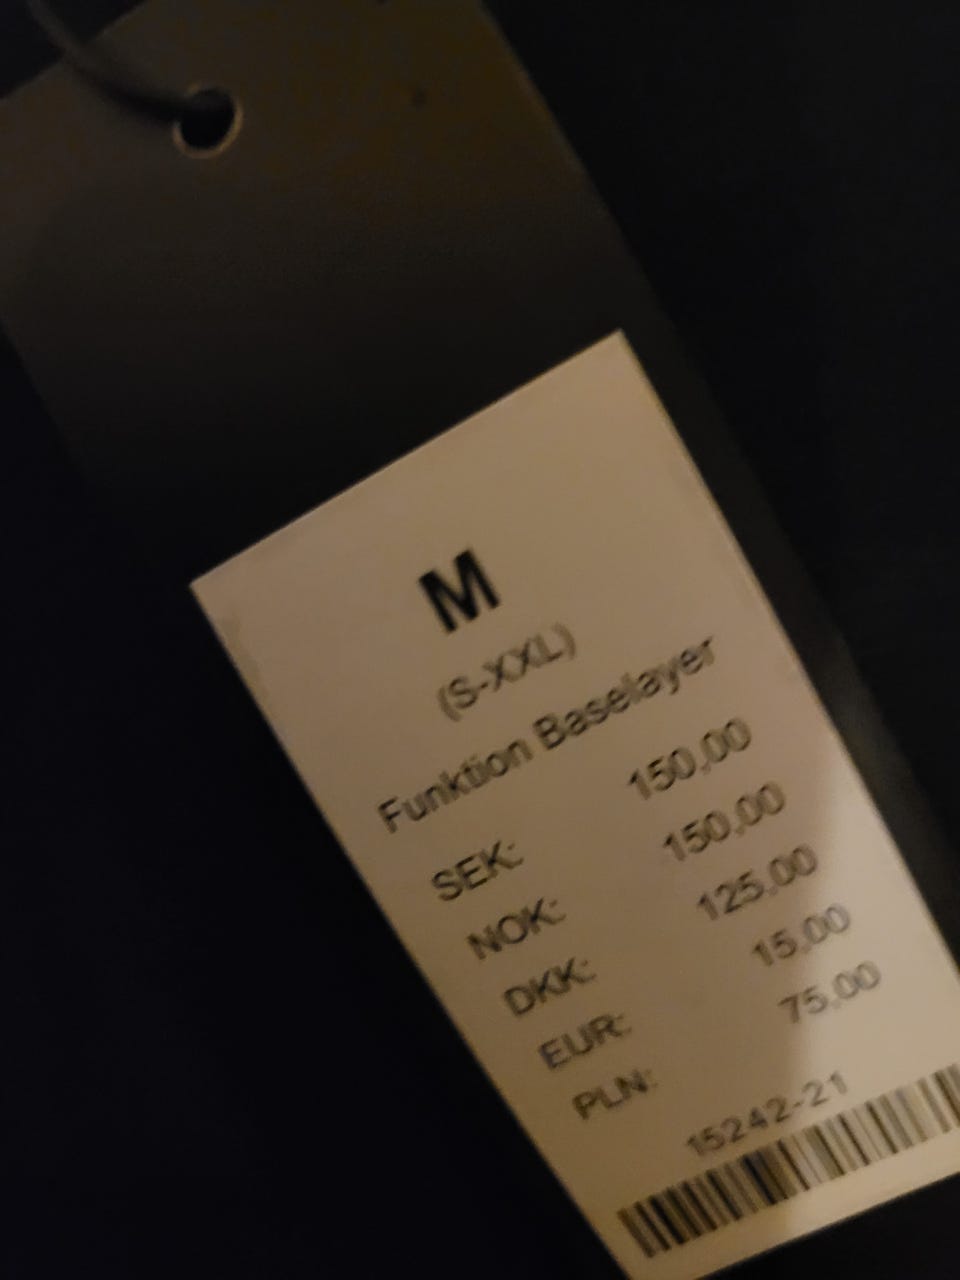 M
(S-XXL)
Funktion Baselayer
SEK: 150,00
NOK: 150,00
DKK: 125,00
EUR: 15,00
PLN: 75,00
15242-21